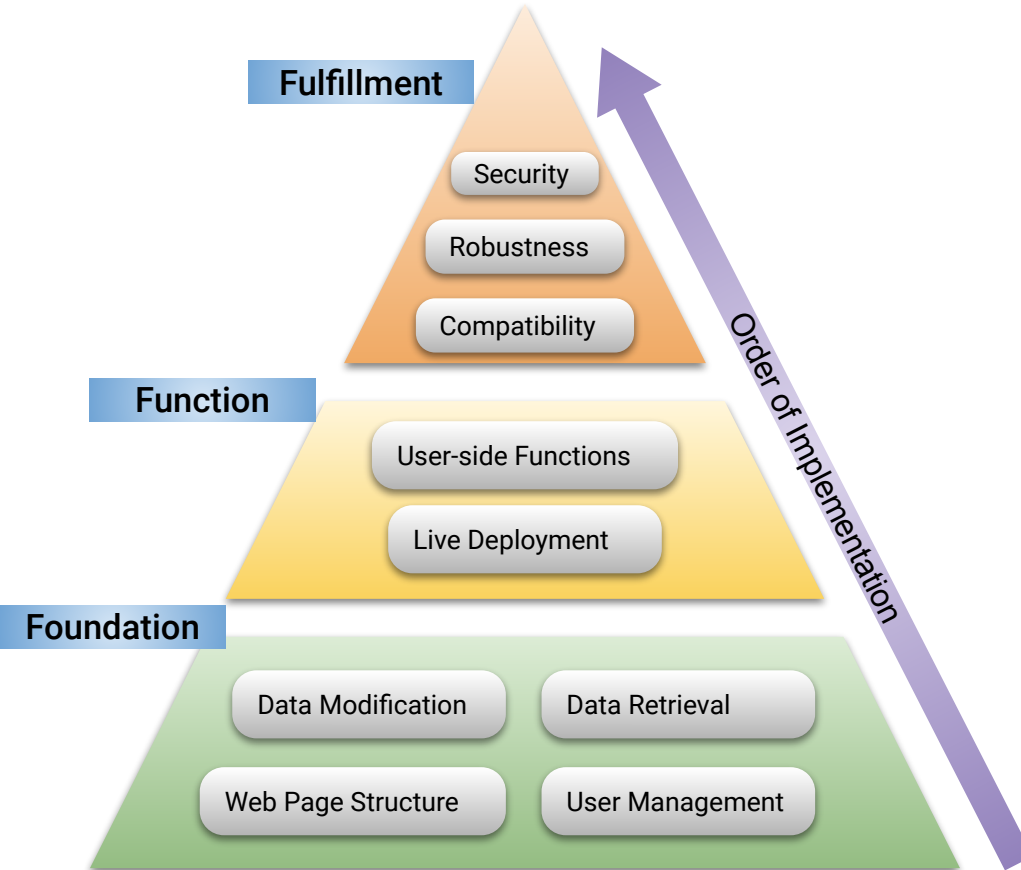 Fulfillment
Security
Robustness
Compatibility
Order of Implementation
Function
User-side Functions
Live Deployment
Foundation
Data Modification
Data Retrieval
Web Page Structure
User Management